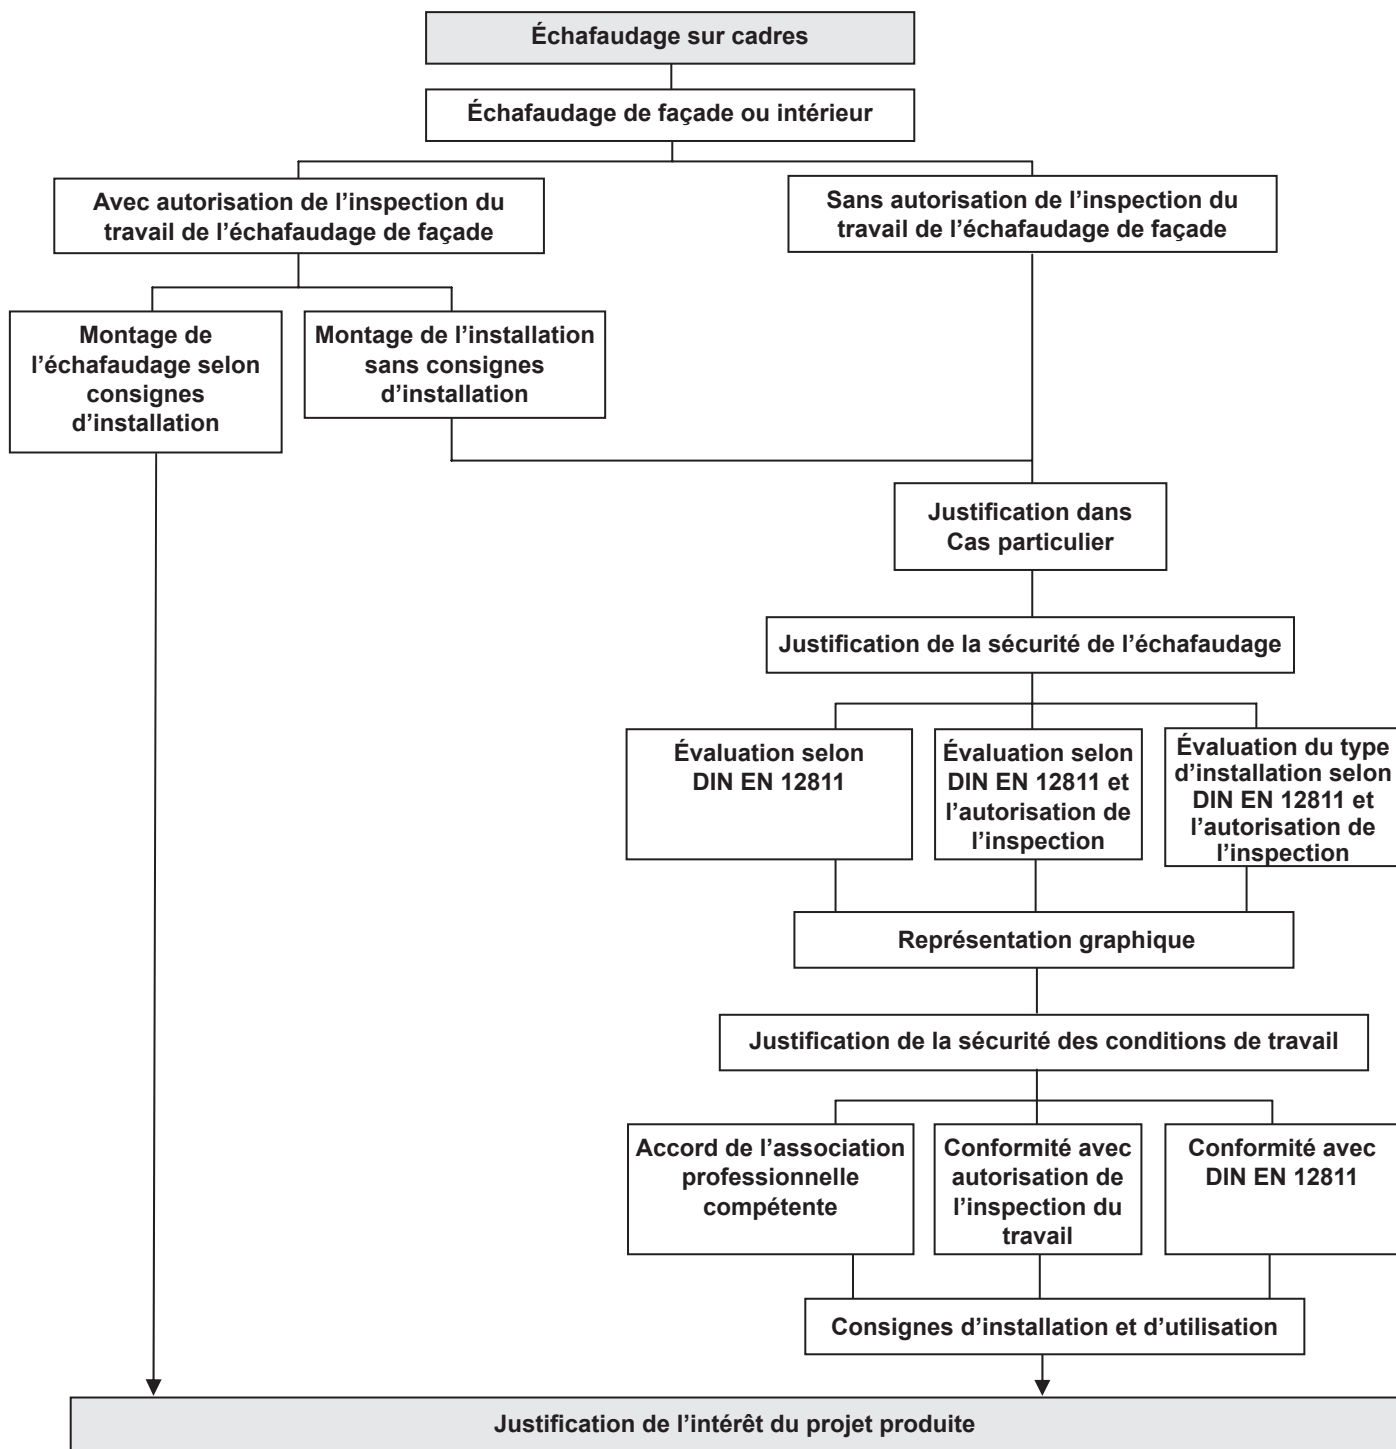 Échafaudage sur cadres
Échafaudage de façade ou intérieur
Avec autorisation de l’inspection du
travail de l’échafaudage de façade
Sans autorisation de l’inspection du
travail de l’échafaudage de façade
Montage de
l’échafaudage selon
consignes
d’installation
Montage de l’installation
sans consignes
d’installation
Justification dans
Cas particulier
Justification de la sécurité de l’échafaudage
Évaluation selon
DIN EN 12811
Évaluation selon
DIN EN 12811 et
l’autorisation de
l’inspection
Évaluation du type
d’installation selon
DIN EN 12811 et
l’autorisation de
l’inspection
Représentation graphique
Justification de la sécurité des conditions de travail
Accord de l’association
professionnelle
compétente
Conformité avec
autorisation de
l’inspection du
travail
Conformité avec
DIN EN 12811
Consignes d’installation et d’utilisation
Justification de l’intérêt du projet produite